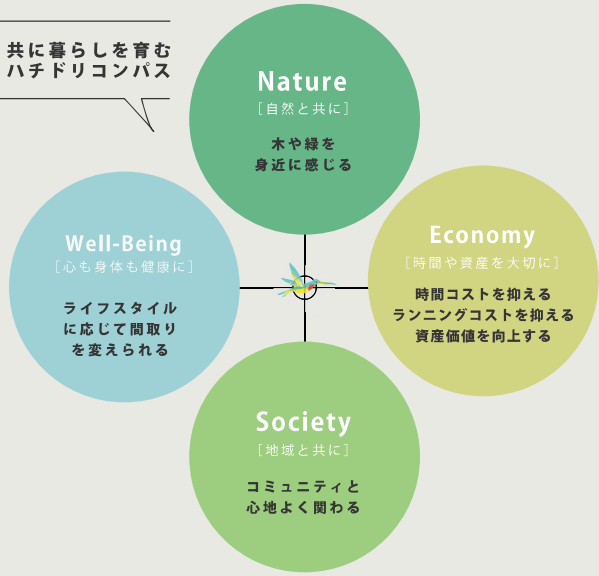 共に暮らしを育む
ハチドリコンパス
Nature
[自然と共に]
木や緑を
身近に感じる
Well-Being
[心も身体も健康に]
ライフスタイル
に応じて間取り
を変えられる
Economy
[時間や資産を大切に]
時間コストを抑える
ランニングコストを抑える
資産価値を向上する
Society
[地域と共に]
コミュニティと
心地よく関わる